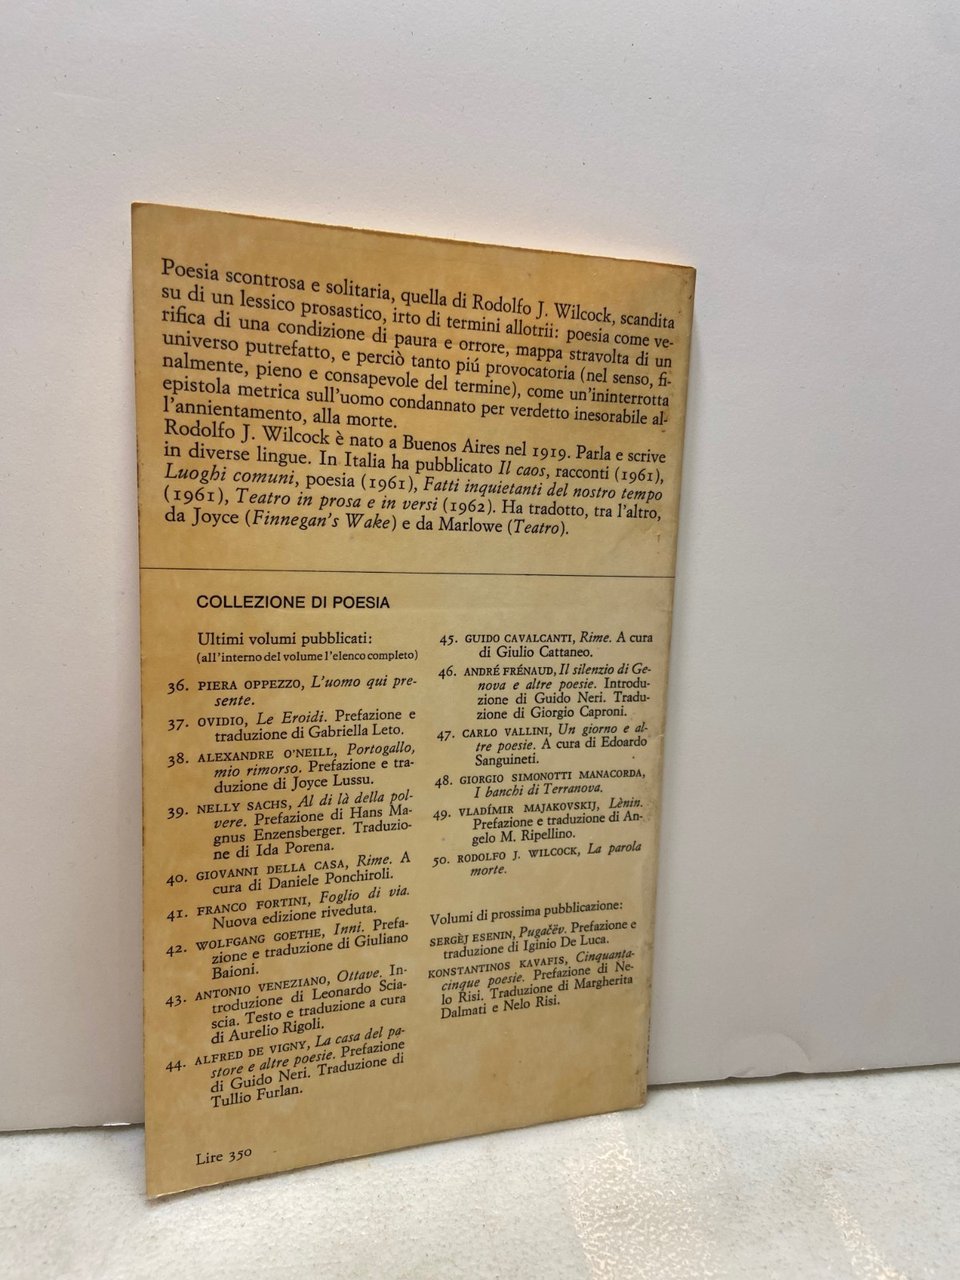 Poesia scontrosa e solitaria, quella di Rodolfo J. Wilcock, scandita
su di un lessico prosastico, irto di termini allotrii: poesia come ve-
rifica di una condizione di paura e orrore, mappa stravolta di un
universo putrefatto, e perciò tanto piú provocatoria (nel senso, fi-
nalmente, pieno e consapevole del termine), come un'ininterrotta
epistola metrica sull'uomo condannato per verdetto inesorabile al-
l'annientamento, alla morte.
Rodolfo J. Wilcock è nato a Buenos Aires nel 1919. Parla e scrive
in diverse lingue. In Italia ha pubblicato Il caos, racconti (1961),
Luoghi comuni, poesia (1961), Fatti inquietanti del nostro tempo
(1961), Teatro in prosa e in versi (1962). Ha tradotto, tra l'altro,
da Joyce (Finnegan's Wake) e da Marlowe (Teatro).
COLLEZIONE DI POESIA
Ultimi volumi pubblicati:
(all'interno del volume l'elenco completo)
36. PIERA OPPEZZO, L'uomo qui pre-
sente.
37. OVIDIO, Le Eroidi. Prefazione e
traduzione di Gabriella Leto.
38. ALEXANDRE O'NEILL, Portogallo,
mio rimorso. Prefazione e tra-
duzione di Joyce Lussu.
39. NELLY SACHS, Al di là della pol-
vere. Prefazione di Hans Ma-
gnus Enzensberger. Traduzio-
ne di Ida Porena.
40. GIOVANNI DELLA CASA, Rime. A
cura di Daniele Ponchiroli.
41. FRANCO FORTINI, Foglio di via.
Nuova edizione riveduta.
42. WOLFGANG GOETHE, Inni. Prefa-
zione e traduzione di Giuliano
Baioni.
43. ANTONIO VENEZIANO, Ottave. In-
troduzione di Leonardo Scia-
scia. Testo e traduzione a cura
di Aurelio Rigoli.
44. ALFRED DE VIGNY, La casa del pa-
store e altre poesie. Prefazione
di Guido Neri. Traduzione di
Tullio Furlan.
45. GUIDO CAVALCANTI, Rime. A cura
di Giulio Cattaneo.
46. ANDRÉ FRÉNAUD, Il silenzio di Ge-
nova e altre poesie. Introdu-
zione di Guido Neri. Tradu-
zione di Giorgio Caproni.
47. CARLO VALLINI, Un giorno e al-
tre poesie. A cura di Edoardo
Sanguineti.
48. GIORGIO SIMONOTTI MANACORDA,
I banchi di Terranova.
49. VLADÍMIR MAJAKOVSKIJ, Lènin.
Prefazione e traduzione di An-
gelo M. Ripellino.
50. RODOLFO J. WILCOCK, La parola
morte.
Volumi di prossima pubblicazione:
SERGÈJ ESENIN, Pugačëv. Prefazione e
traduzione di Iginio De Luca.
KONSTANTINOS KAVAFIS, Cinquanta-
cinque poesie. Prefazione di Ne-
lo Risi. Traduzione di Margherita
Dalmati e Nelo Risi.
Lire 350